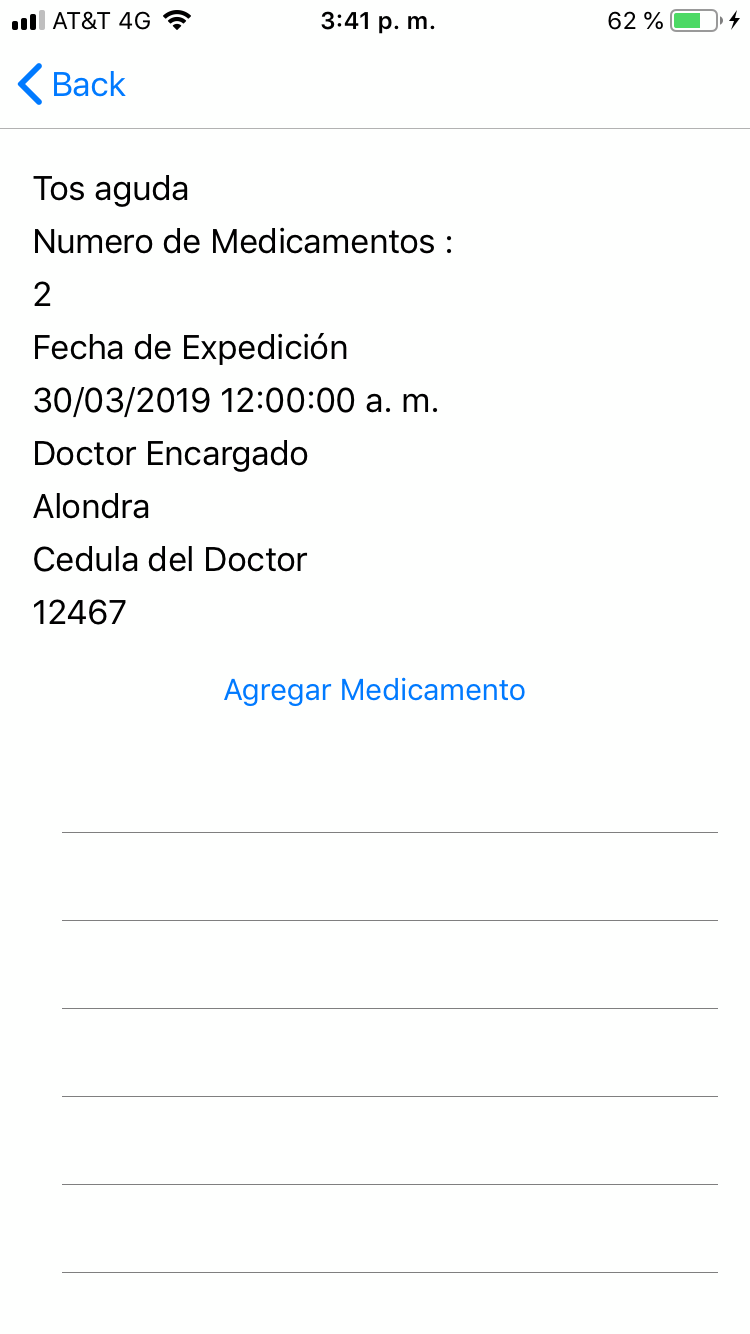 AT&T 4G 3:41 p. m. 62 %
Back
Tos aguda
Numero de Medicamentos :
2
Fecha de Expedición
30/03/2019 12:00:00 a. m.
Doctor Encargado
Alondra
Cedula del Doctor
12467
Agregar Medicamento